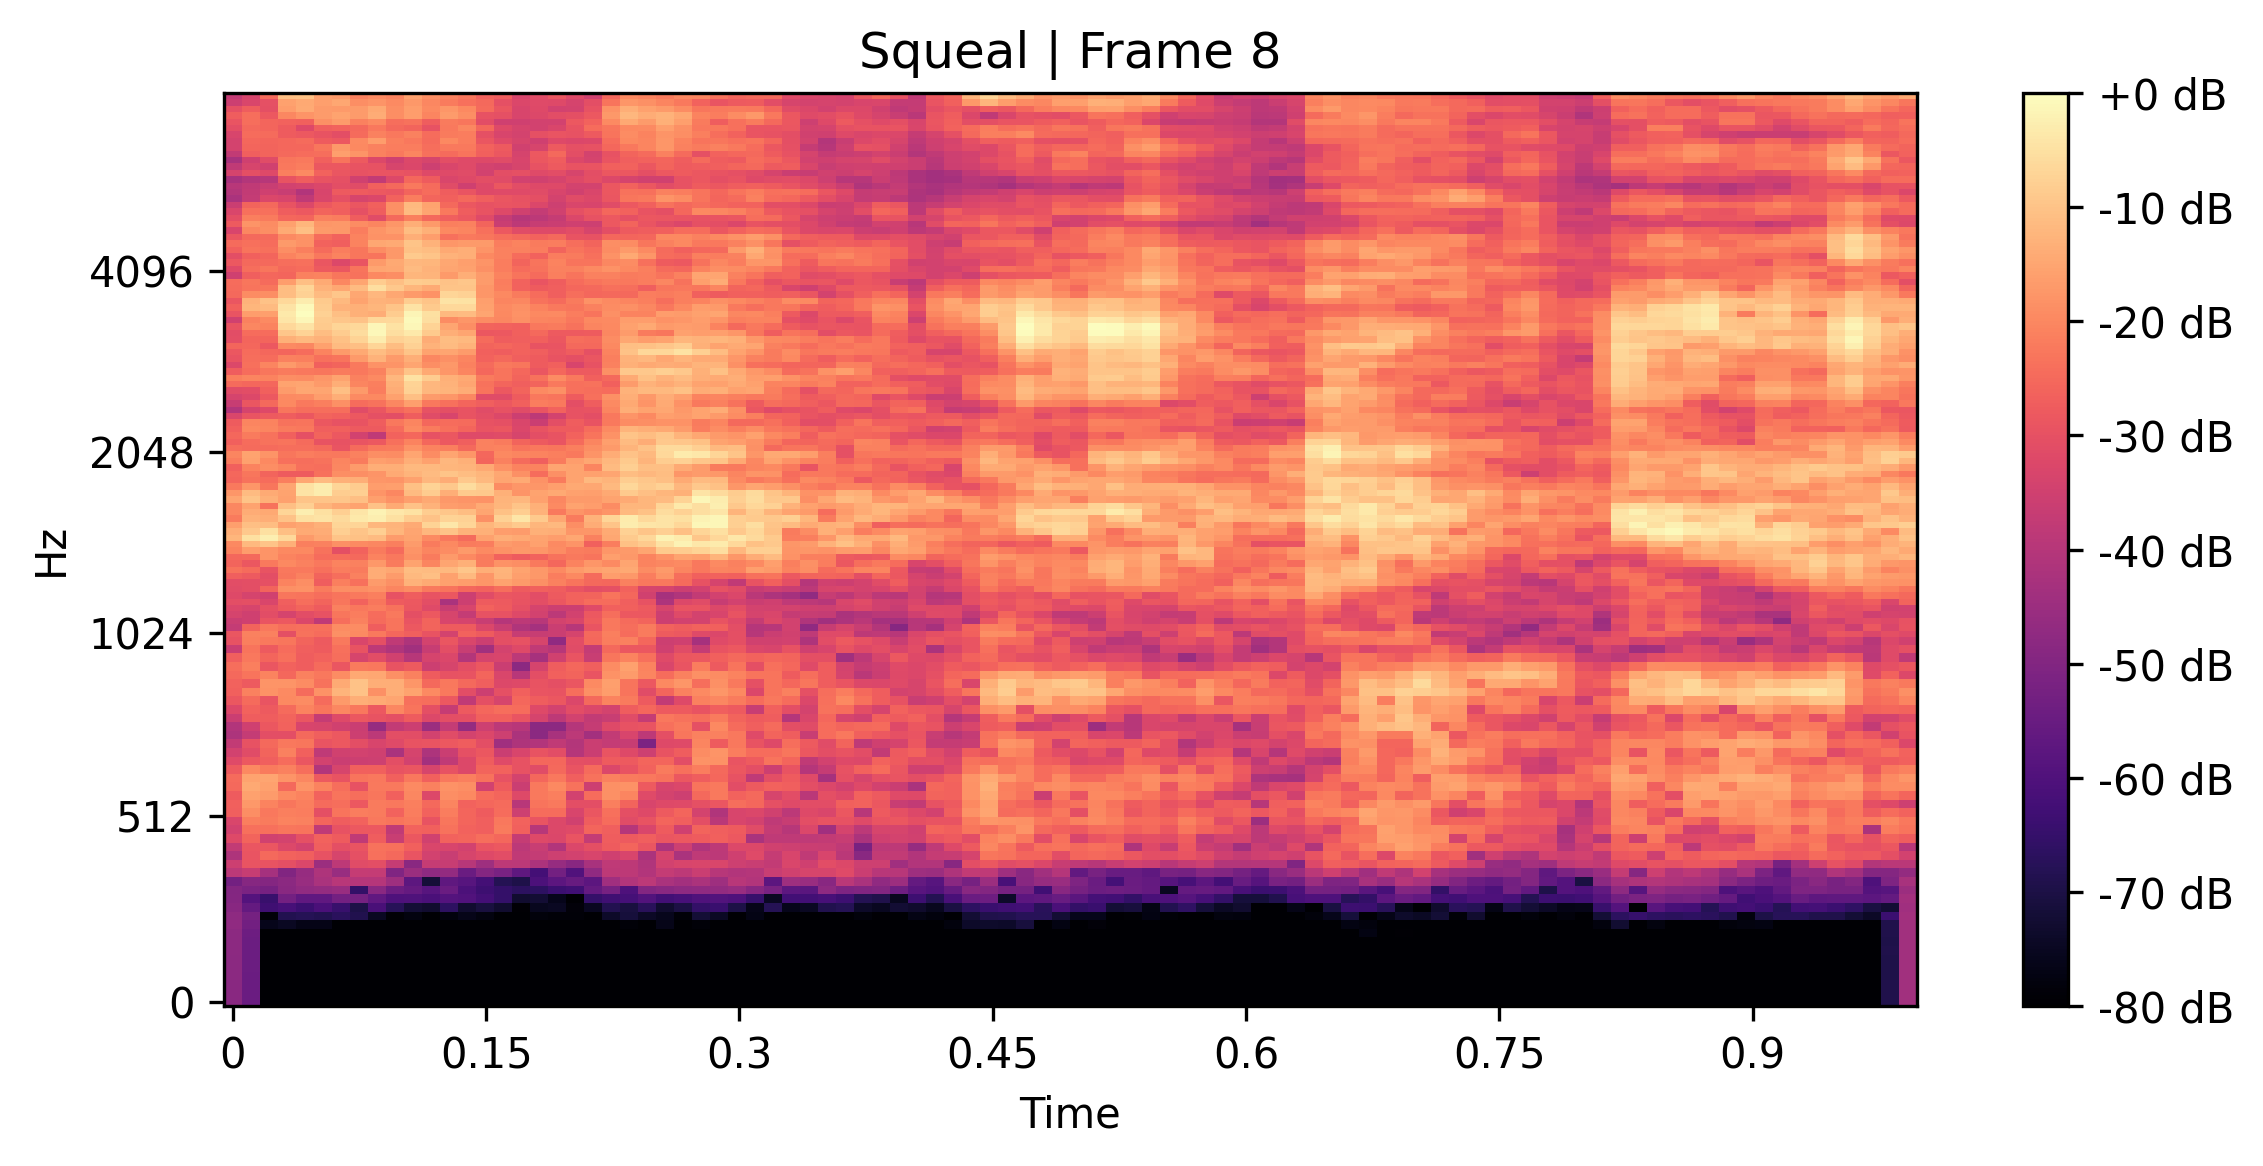 Squeal | Frame 8
Hz
4096
2048
1024
512
0
0 0.15 0.3 0.45 0.6 0.75 0.9
Time
+0 dB
-10 dB
-20 dB
-30 dB
-40 dB
-50 dB
-60 dB
-70 dB
-80 dB